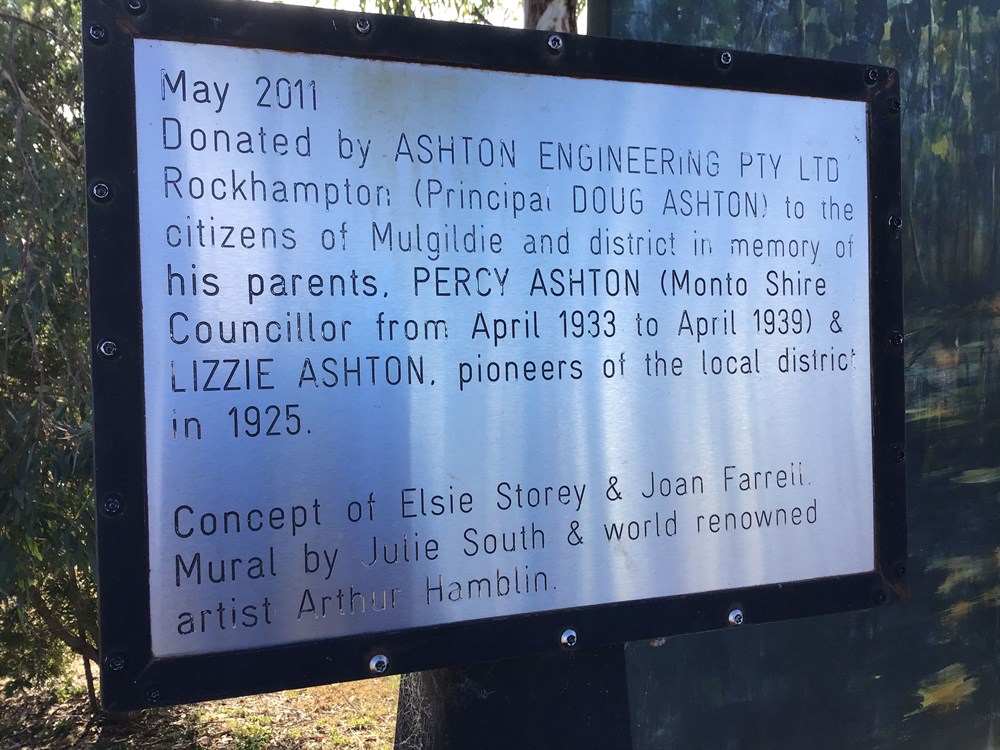 May 2011
Donated by ASHTON ENGINEERING PTY LTD
Rockhampton (Principal DOUG ASHTON) to the
citizens of Mulgildie and district in memory of
his parents, PERCY ASHTON (Monto Shire
Councillor from April 1933 to April 1939) &
LIZZIE ASHTON, pioneers of the local district
in 1925.
Concept of Elsie Storey & Joan Farrell.
Mural by Julie South & world renowned
artist Arthur Hamblin.